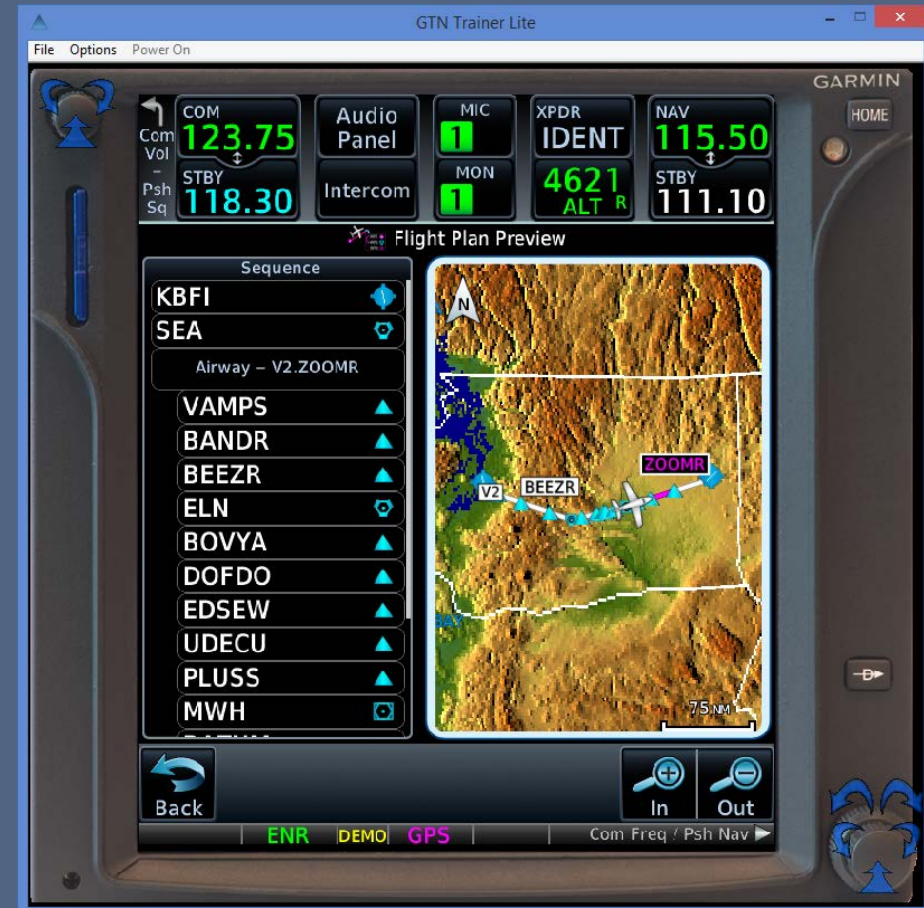 GTN Trainer Lite
File Options Power On
GARMIN
HOME
COM
123.75
STBY
118.30
Com
Vol
-
Psh
Sq
Audio
Panel
Intercom
MIC
1
MON
1
XPDR
IDENT
4621
ALT R
NAV
115.50
STBY
111.10
Flight Plan Preview
Sequence
KBFI
SEA
Airway – V2.ZOOMR
VAMPS
BANDR
BEEZR
ELN
BOVYA
DOFDO
EDSEW
UDECU
PLUSS
MWH
N
ZOOMR
V2
BEEZR
BAY
75NM
D
Back
In
Out
ENR DEMO GPS
Com Freq / Psh Nav